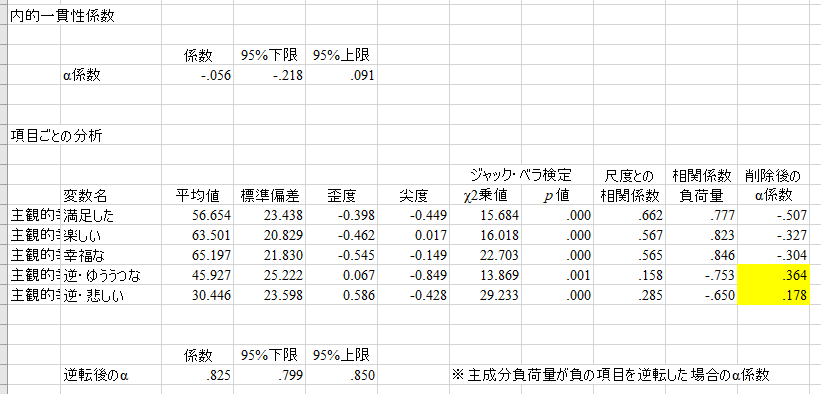 内的一貫性係数
係数 95%下限 95%上限
α係数 -.056 -.218 .091
項目ごとの分析
ジャック・ベラ検定 尺度との 相関係数 削除後の
変数名 平均値 標準偏差 歪度 尖度 χ2乗値 p 値 相関係数 負荷量 α係数
主観的 満足した 56.654 23.438 -0.398 -0.449 15.684 .000 .662 .777 -.507
主観的 楽しい 63.501 20.829 -0.462 0.017 16.018 .000 .567 .823 -.327
主観的 幸福な 65.197 21.830 -0.545 -0.149 22.703 .000 .565 .846 -.304
主観的 逆・ゆううつな 45.927 25.222 0.067 -0.849 13.869 .001 .158 -.753 .364
主観的 逆・悲しい 30.446 23.598 0.586 -0.428 29.233 .000 .285 -.650 .178
係数 95%下限 95%上限
逆転後のα .825 .799 .850 ※主成分負荷量が負の項目を逆転した場合のα係数